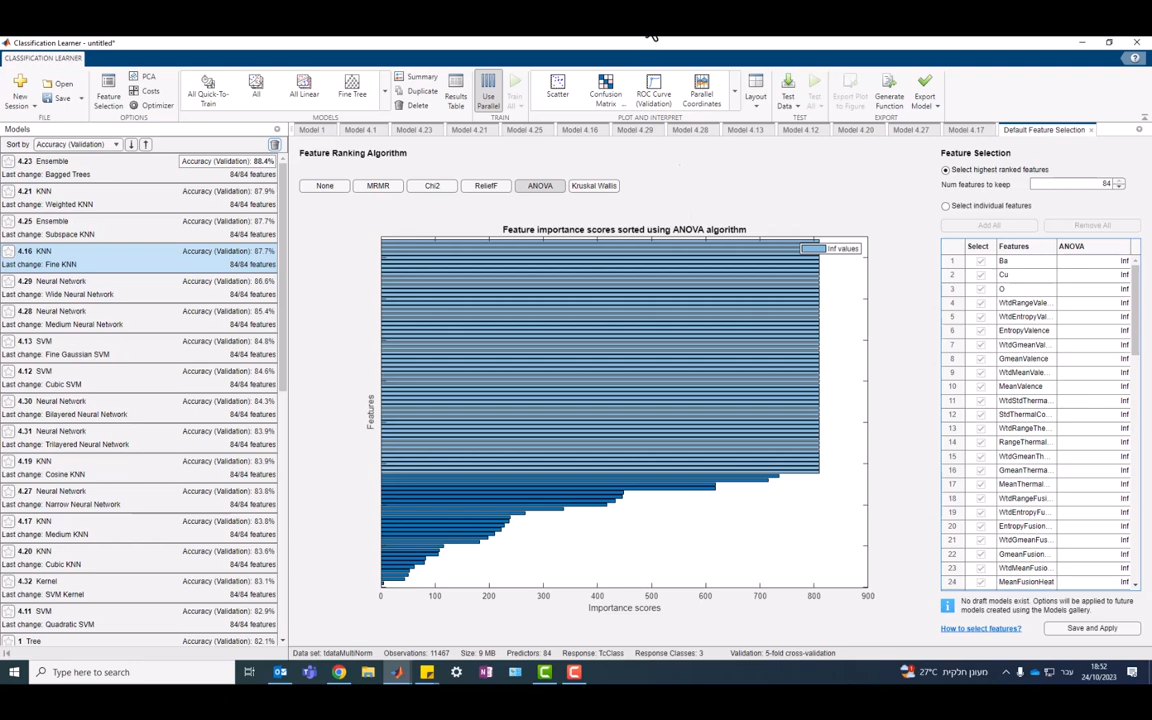 Classification Learner - untitled*
CLASSIFICATION LEARNER
New
Session
Open
Save
FILE
Feature
Selection
PCA
Costs
Optimizer
OPTIONS
All Quick-To-
Train
All
All Linear
Fine Tree
MODELS
Summary
Duplicate
Delete
Results
Table
Use
Parallel
Train
All
TRAIN
Scatter
Confusion
Matrix
ROC Curve
(Validation)
Parallel
Coordinates
PLOT AND INTERPRET
Layout
Test
Data
Test
All
TEST
Export Plot
to Figure
Generate
Function
Export
Model
EXPORT
Models
Sort by Accuracy (Validation)
4.23 Ensemble Accuracy (Validation): 88.4%
Last change: Bagged Trees 84/84 features
4.21 KNN Accuracy (Validation): 87.9%
Last change: Weighted KNN 84/84 features
4.25 Ensemble Accuracy (Validation): 87.7%
Last change: Subspace KNN 84/84 features
4.16 KNN Accuracy (Validation): 87.7%
Last change: Fine KNN 84/84 features
4.29 Neural Network Accuracy (Validation): 86.6%
Last change: Wide Neural Network 84/84 features
4.28 Neural Network Accuracy (Validation): 85.4%
Last change: Medium Neural Network 84/84 features
4.13 SVM Accuracy (Validation): 84.8%
Last change: Fine Gaussian SVM 84/84 features
4.12 SVM Accuracy (Validation): 84.6%
Last change: Cubic SVM 84/84 features
4.30 Neural Network Accuracy (Validation): 84.3%
Last change: Bilayered Neural Network 84/84 features
4.31 Neural Network Accuracy (Validation): 83.9%
Last change: Trilayered Neural Network 84/84 features
4.19 KNN Accuracy (Validation): 83.9%
Last change: Cosine KNN 84/84 features
4.27 Neural Network Accuracy (Validation): 83.8%
Last change: Narrow Neural Network 84/84 features
4.17 KNN Accuracy (Validation): 83.8%
Last change: Medium KNN 84/84 features
4.20 KNN Accuracy (Validation): 83.6%
Last change: Cubic KNN 84/84 features
4.32 Kernel Accuracy (Validation): 83.1%
Last change: SVM Kernel 84/84 features
4.11 SVM Accuracy (Validation): 82.9%
Last change: Quadratic SVM 84/84 features
1 Tree Accuracy (Validation): 82.1%
Model 1 Model 4.1 Model 4.23 Model 4.21 Model 4.25 Model 4.16 Model 4.29 Model 4.28 Model 4.13 Model 4.12 Model 4.20 Model 4.27 Model 4.17 Default Feature Selection
Feature Ranking Algorithm
None MRMR Chi2 ReliefF ANOVA Kruskal Wallis
Feature importance scores sorted using ANOVA algorithm
Inf values
Features
0 100 200 300 400 500 600 700 800 900
Importance scores
Feature Selection
Select highest ranked features
Num features to keep 84
Select individual features
Add All Remove All
Select Features ANOVA
1 Ba Inf
2 Cu Inf
3 O Inf
4 WtdRangeVale... Inf
5 WtdEntropyVal... Inf
6 EntropyValence Inf
7 WtdGmeanVal... Inf
8 GmeanValence Inf
9 WtdMeanVale... Inf
10 MeanValence Inf
11 WtdStdTherma... Inf
12 StdThermalCo... Inf
13 WtdRangeThe... Inf
14 RangeThermal... Inf
15 WtdGmeanTh... Inf
16 GmeanTherma... Inf
17 MeanThermal... Inf
18 WtdRangeFusi... Inf
19 WtdEntropyFu... Inf
20 EntropyFusion... Inf
21 WtdGmeanFus... Inf
22 GmeanFusion... Inf
23 WtdMeanFusio... Inf
24 MeanFusionHeat Inf
No draft models exist. Options will be applied to future
models created using the Models gallery.
How to select features? Save and Apply
Data set: tdataMultiNorm Observations: 11467 Size: 9 MB Predictors: 84 Response: TcClass Response Classes: 3 Validation: 5-fold cross-validation
Type here to search
27°C מעונן חלקית
עבר
18:52
24/10/2023